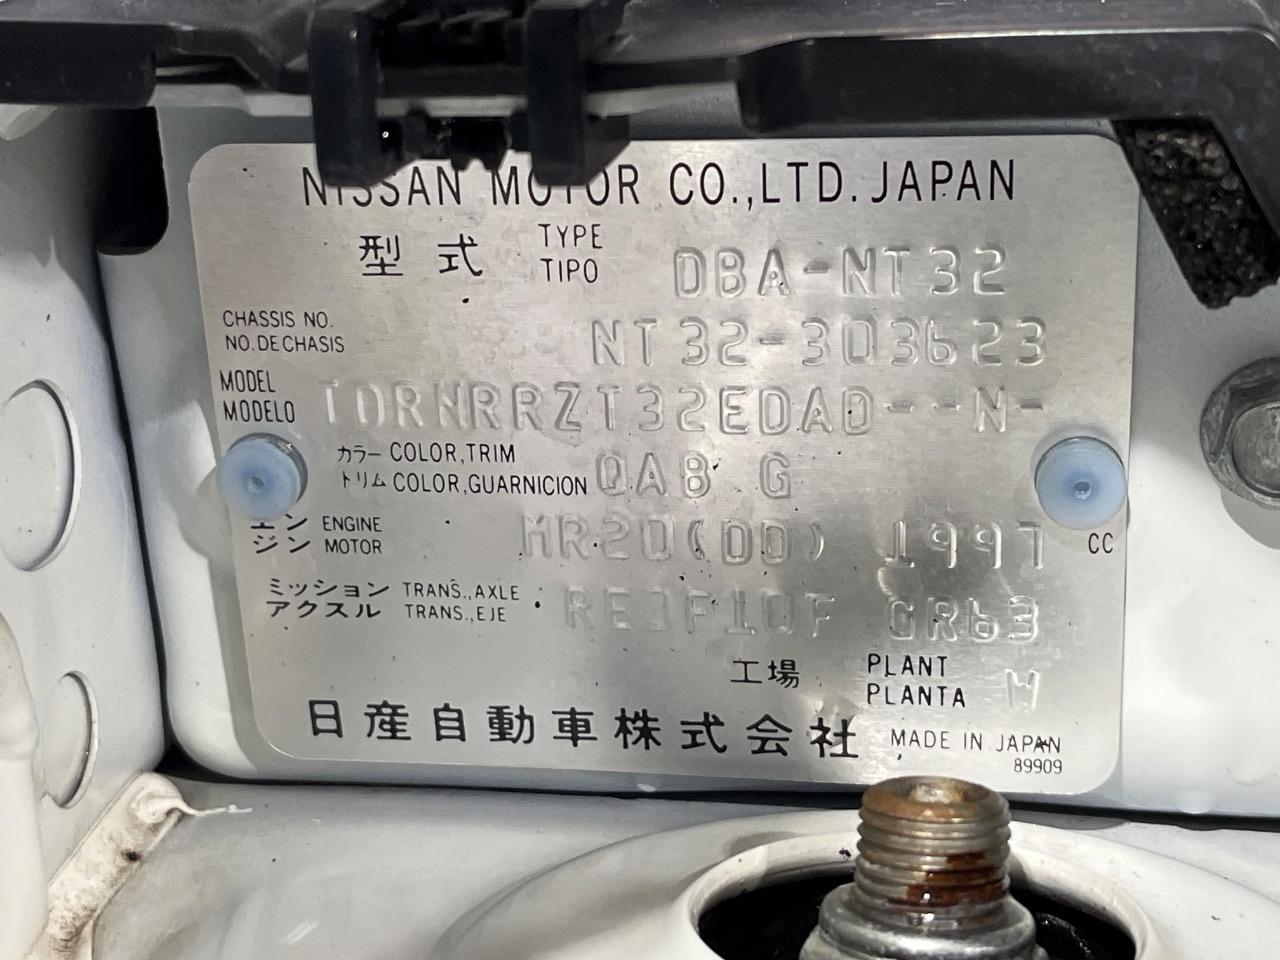 NISSAN MOTOR CO.,LTD. JAPAN
型式 TYPE TIPO DBA-NT32
CHASSIS NO. NO. DE CHASIS NT32-303623
MODEL MODELO TDRNRRZT32EDAD--N-
カラー COLOR,TRIM
トリム COLOR,GUARNICION QAB G
エン ENGINE
ジン MOTOR MR20(DD) 1997 CC
ミッション TRANS.,AXLE
アクスル TRANS.,EJE RE0F10F GR63
工場 PLANT PLANTA W
日産自動車株式会社 MADE IN JAPAN
89909